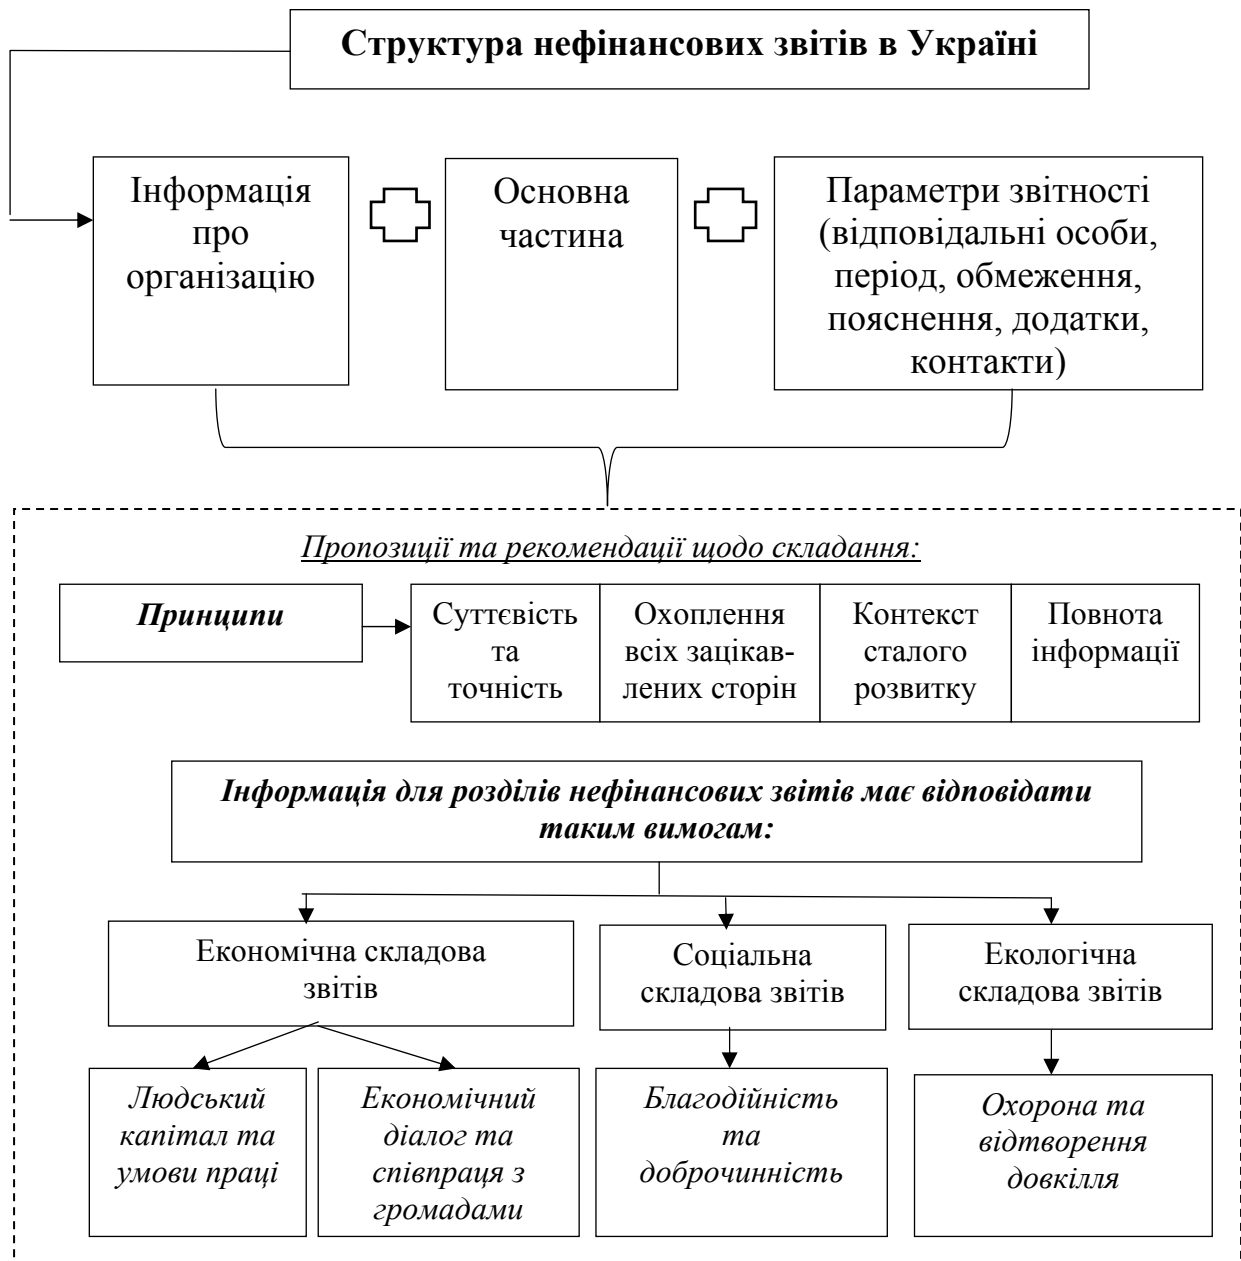 Структура нефінансових звітів в Україні
Інформація
про
організацію
Основна
частина
Параметри звітності
(відповідальні особи,
період, обмеження,
пояснення, додатки,
контакти)
Пропозиції та рекомендації щодо складання:
Принципи
Суттєвість
та
точність
Охоплення
всіх зацікав-
лених сторін
Контекст
сталого
розвитку
Повнота
інформації
Інформація для розділів нефінансових звітів має відповідати
таким вимогам:
Економічна складова
звітів
Соціальна
складова звітів
Екологічна
складова звітів
Людський
капітал та
умови праці
Економічний
діалог та
співпраця з
громадами
Благодійність
та
доброчинність
Охорона та
відтворення
довкілля